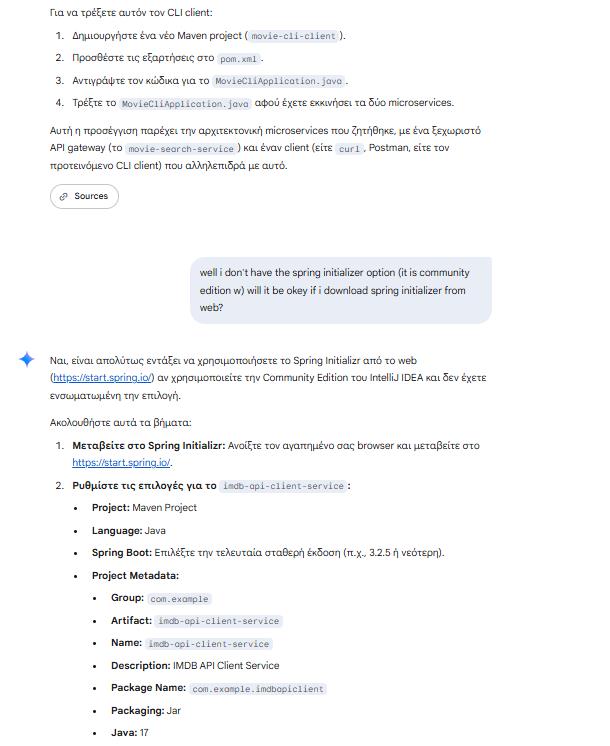 Για να τρέξετε αυτόν τον CLI client:
1. Δημιουργήστε ένα νέο Maven project ( movie-cli-client ).
2. Προσθέστε τις εξαρτήσεις στο pom.xml .
3. Αντιγράψτε τον κώδικα για το MovieCliApplication.java .
4. Τρέξτε το MovieCliApplication.java αφού έχετε εκκινήσει τα δύο microservices.
Αυτή η προσέγγιση παρέχει την αρχιτεκτονική microservices που ζητήθηκε, με ένα ξεχωριστό
API gateway (το movie-search-service ) και έναν client (είτε curl , Postman, είτε τον
προτεινόμενο CLI client) που αλληλεπιδρά με αυτό.
Sources
well i don't have the spring initializer option (it is community
edition w) will it be okey if i download spring initializer from
web?
Ναι, είναι απολύτως εντάξει να χρησιμοποιήσετε το Spring Initializr από το web
(https://start.spring.io/) αν χρησιμοποιείτε την Community Edition του IntelliJ IDEA και δεν έχετε
ενσωματωμένη την επιλογή.
Ακολουθήστε αυτά τα βήματα:
1. Μεταβείτε στο Spring Initializr: Ανοίξτε τον αγαπημένο σας browser και μεταβείτε στο
https://start.spring.io/.
2. Ρυθμίστε τις επιλογές για το imdb-api-client-service :
• Project: Maven Project
• Language: Java
• Spring Boot: Επιλέξτε την τελευταία σταθερή έκδοση (π.χ., 3.2.5 ή νεότερη).
• Project Metadata:
• Group: com.example
• Artifact: imdb-api-client-service
• Name: imdb-api-client-service
• Description: IMDB API Client Service
• Package Name: com.example.imdbapiclient
• Packaging: Jar
• Java: 17